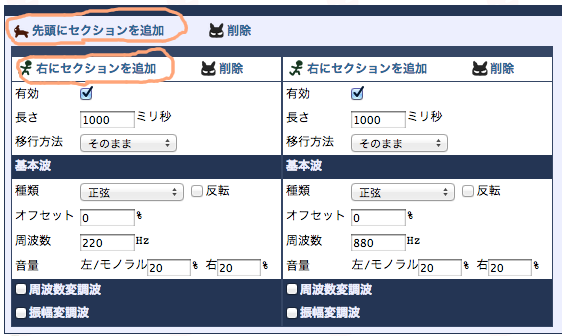 先頭にセクションを追加 削除
右にセクションを追加 削除 右にセクションを追加 削除
有効 有効
長さ 1000 ミリ秒 長さ 1000 ミリ秒
移行方法 そのまま 移行方法 そのまま
基本波 基本波
種類 正弦 反転 種類 正弦 反転
オフセット 0 % オフセット 0 %
周波数 220 Hz 周波数 880 Hz
音量 左/モノラル 20 % 右 20 % 音量 左/モノラル 20 % 右 20 %
周波数変調波 周波数変調波
振幅変調波 振幅変調波